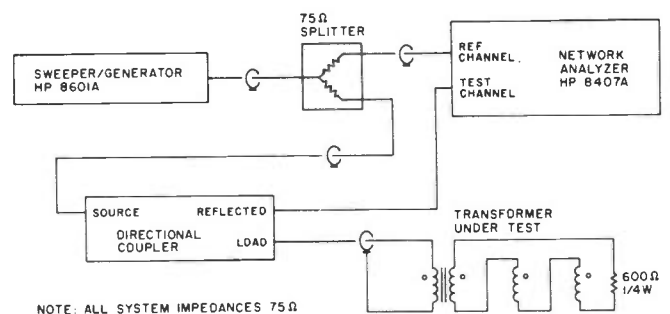 75Ω
SPLITTER
SWEEPER/GENERATOR
HP 8601A
REF
CHANNEL.
TEST
CHANNEL
NETWORK
ANALYZER
HP 8407A
SOURCE
REFLECTED
DIRECTIONAL
COUPLER
LOAD
TRANSFORMER
UNDER TEST
600Ω
1/4W
NOTE: ALL SYSTEM IMPEDANCES 75Ω